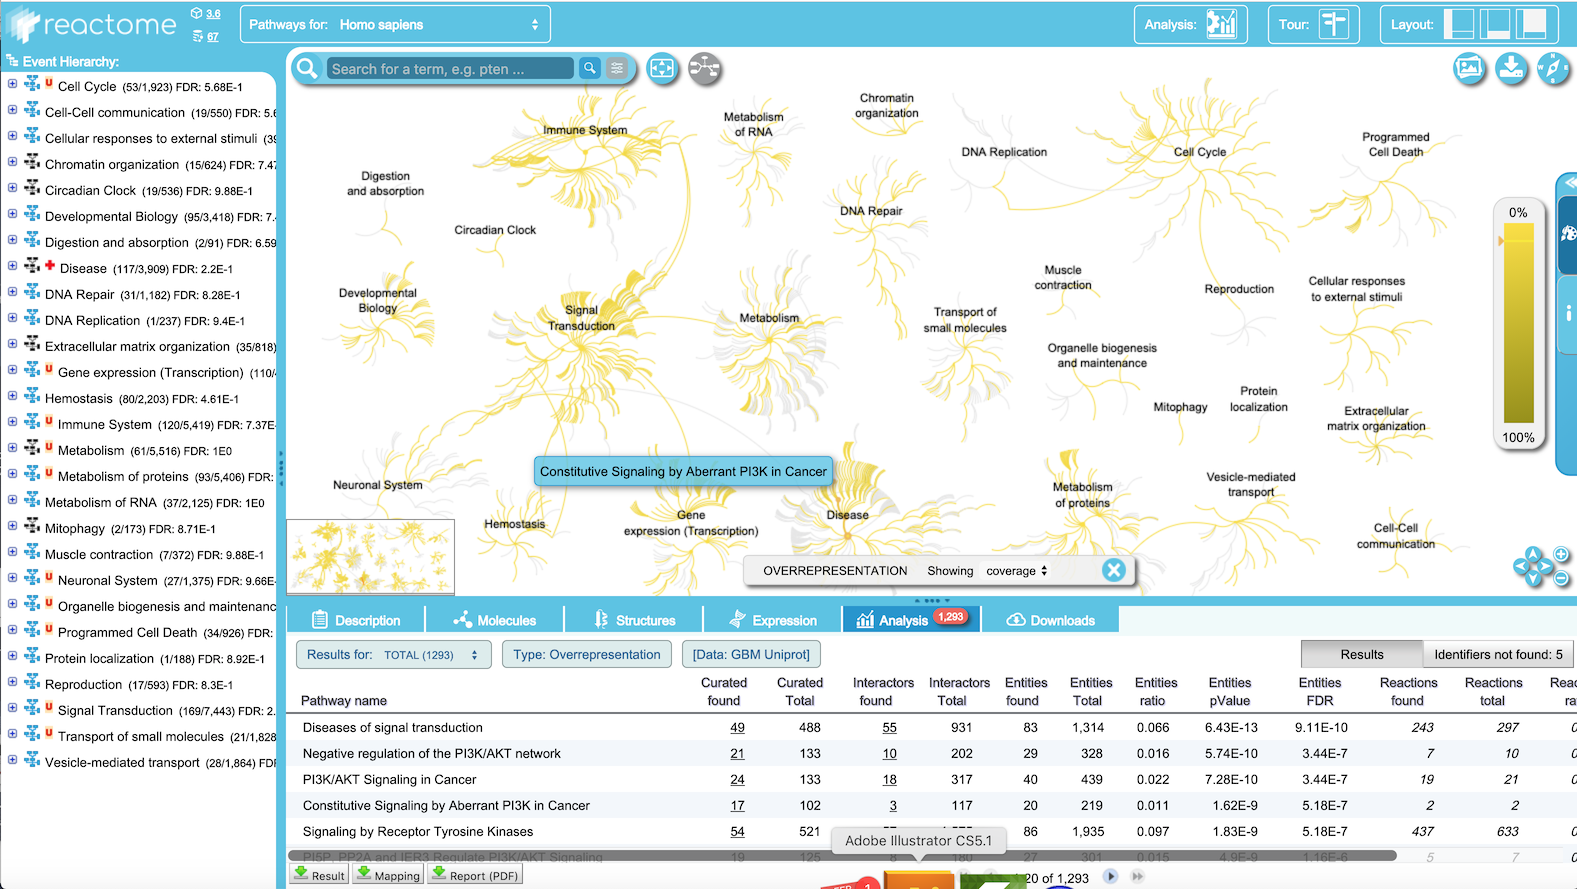 reactome
3.6
67
Pathways for: Homo sapiens
Analysis:
Tour:
Layout:
Event Hierarchy:
Cell Cycle (53/1,923) FDR: 5.68E-1
Cell-Cell communication (19/550) FDR: 5.6
Cellular responses to external stimuli (39
Chromatin organization (15/624) FDR: 7.47
Circadian Clock (19/536) FDR: 9.88E-1
Developmental Biology (95/3,418) FDR: 7.
Digestion and absorption (2/91) FDR: 6.59
Disease (117/3,909) FDR: 2.2E-1
DNA Repair (31/1,182) FDR: 8.28E-1
DNA Replication (1/237) FDR: 9.4E-1
Extracellular matrix organization (35/818)
Gene expression (Transcription) (110/
Hemostasis (80/2,203) FDR: 4.61E-1
Immune System (120/5,419) FDR: 7.37E-
Metabolism (61/5,516) FDR: 1E0
Metabolism of proteins (93/5,406) FDR:
Metabolism of RNA (37/2,125) FDR: 1E0
Mitophagy (2/173) FDR: 8.71E-1
Muscle contraction (7/372) FDR: 9.88E-1
Neuronal System (27/1,375) FDR: 9.66E-
Organelle biogenesis and maintenanc
Programmed Cell Death (34/926) FDR:
Protein localization (1/188) FDR: 8.92E-1
Reproduction (17/593) FDR: 8.3E-1
Signal Transduction (169/7,443) FDR: 2.
Transport of small molecules (21/1,828
Vesicle-mediated transport (28/1,864) FDR
Search for a term, e.g. pten ...
Immune System
Metabolism
of RNA
Chromatin
organization
DNA Replication
Cell Cycle
Programmed
Cell Death
Digestion
and absorption
Circadian Clock
DNA Repair
Developmental
Biology
Signal
Transduction
Metabolism
Transport of
small molecules
Muscle
contraction
Reproduction
Cellular responses
to external stimuli
Organelle biogenesis
and maintenance
Mitophagy
Protein
localization
Extracellular
matrix organization
Constitutive Signaling by Aberrant PI3K in Cancer
Neuronal System
Hemostasis
Gene
expression (Transcription)
Disease
Metabolism
of proteins
Vesicle-mediated
transport
Cell-Cell
communication
0%
100%
OVERREPRESENTATION Showing coverage
Description
Molecules
Structures
Expression
Analysis 1,293
Downloads
Results for: TOTAL (1293)
Type: Overrepresentation
[Data: GBM Uniprot]
Results
Identifiers not found: 5
Pathway name Curated found Curated Total Interactors found Interactors Total Entities found Entities Total Entities ratio Entities pValue Entities FDR Reactions found Reactions total Reac ra
Diseases of signal transduction 49 488 55 931 83 1,314 0.066 6.43E-13 9.11E-10 243 297 0
Negative regulation of the PI3K/AKT network 21 133 10 202 29 328 0.016 5.74E-10 3.44E-7 7 10 0
PI3K/AKT Signaling in Cancer 24 133 18 317 40 439 0.022 7.28E-10 3.44E-7 19 21 0
Constitutive Signaling by Aberrant PI3K in Cancer 17 102 3 117 20 219 0.011 1.62E-9 5.18E-7 2 2 0
Signaling by Receptor Tyrosine Kinases 54 521 86 1,935 0.097 1.83E-9 5.18E-7 437 633 0
PI5P, PP2A and IER3 Regulate PI3K/AKT Signaling 19 125 8 180 27 301 0.015 4.9E-9 1.16E-6 5 7 0
Adobe Illustrator CS5.1
Result
Mapping
Report (PDF)
20 of 1,293